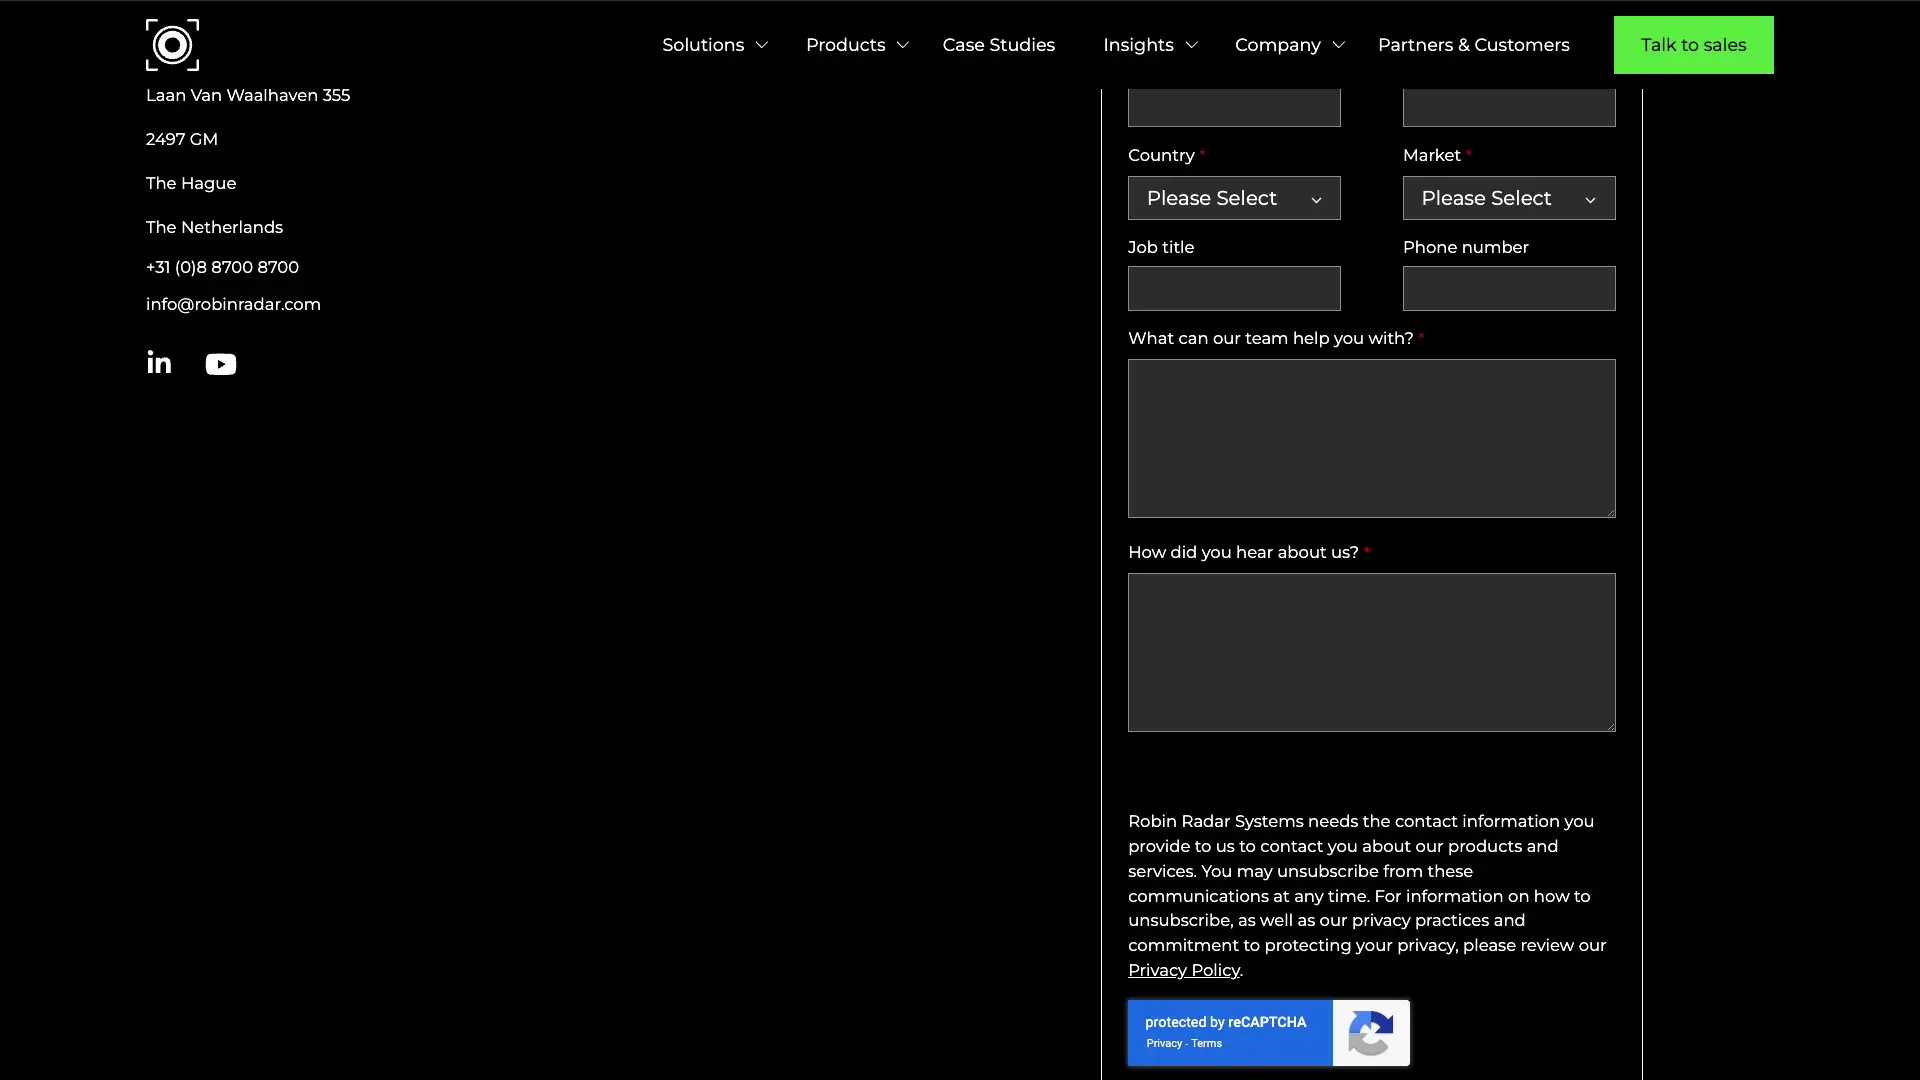 Solutions
Products
Case Studies
Insights
Company
Partners & Customers
Talk to sales
Laan Van Waalhaven 355
2497 GM
The Hague
The Netherlands
+31 (0)8 8700 8700
info@robinradar.com
Country *
Market *
Please Select
Please Select
Job title
Phone number
What can our team help you with? *
How did you hear about us? *
Robin Radar Systems needs the contact information you
provide to us to contact you about our products and
services. You may unsubscribe from these
communications at any time. For information on how to
unsubscribe, as well as our privacy practices and
commitment to protecting your privacy, please review our
Privacy Policy.
protected by reCAPTCHA
Privacy - Terms